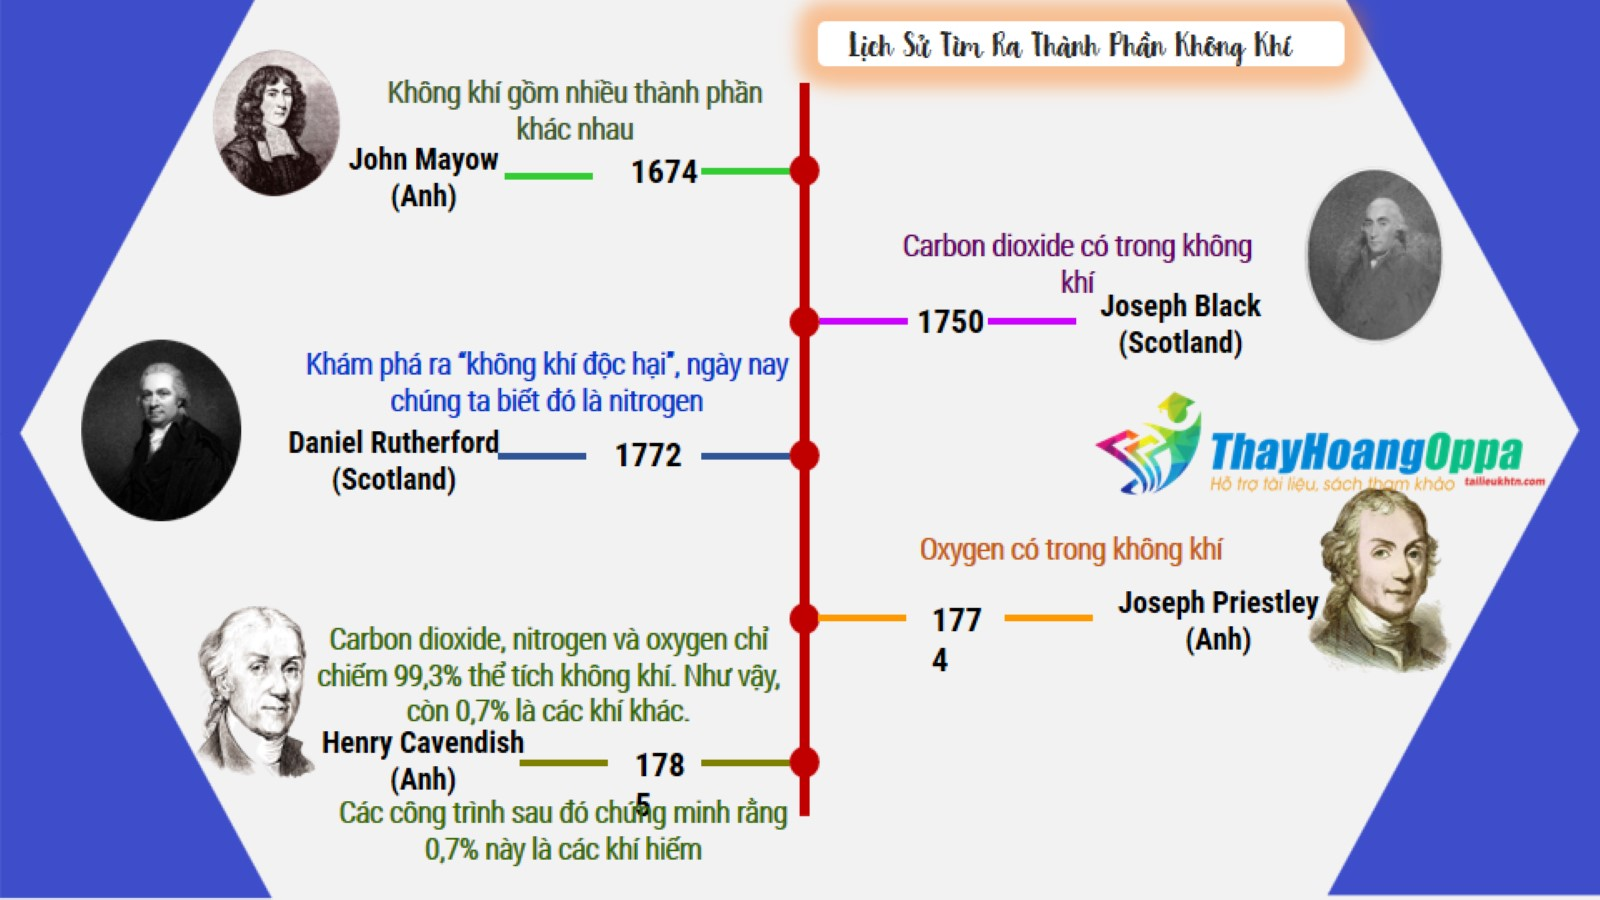 Lịch Sử Tìm Ra Thành Phần Không Khí
Không khí gồm nhiều thành phần
khác nhau
John Mayow
(Anh)
1674
Carbon dioxide có trong không
khí
1750
Joseph Black
(Scotland)
Khám phá ra “không khí độc hại”, ngày nay
chúng ta biết đó là nitrogen
Daniel Rutherford
(Scotland)
1772
ThayHoangOppa
Hỗ trợ tài liệu, sách tham khảo
tailieukhtn.com
Oxygen có trong không khí
177
4
Joseph Priestley
(Anh)
Carbon dioxide, nitrogen và oxygen chỉ
chiếm 99,3% thể tích không khí. Như vậy,
còn 0,7% là các khí khác.
Henry Cavendish
(Anh)
178
5
Các công trình sau đó chứng minh rằng
0,7% này là các khí hiếm